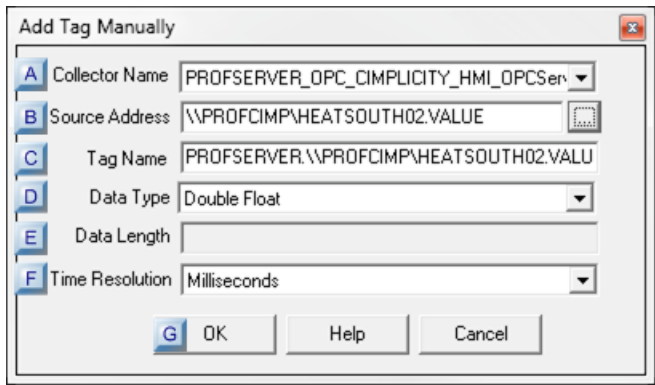 Add Tag Manually
A Collector Name PROFSERVER_OPC_CIMPLICITY_HMI_OPCSer
B Source Address \\PROFCIMP\HEATSOUTH02.VALUE ...
C Tag Name PROFSERVER.\\PROFCIMP\HEATSOUTH02.VALU
D Data Type Double Float
E Data Length
F Time Resolution Milliseconds
G OK Help Cancel